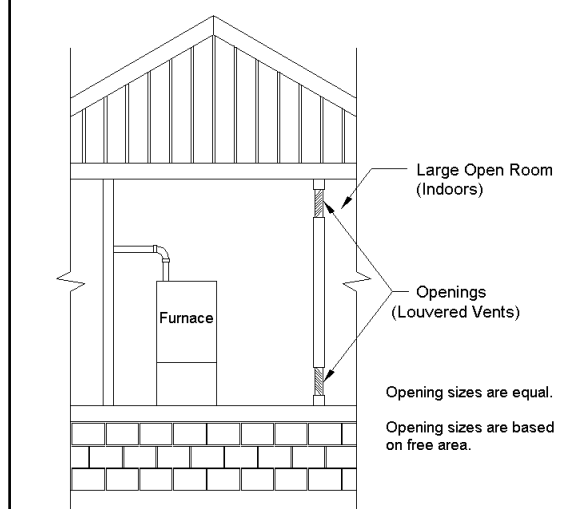 Large Open Room
(Indoors)
Furnace
Openings
(Louvered Vents)
Opening sizes are equal.
Opening sizes are based
on free area.